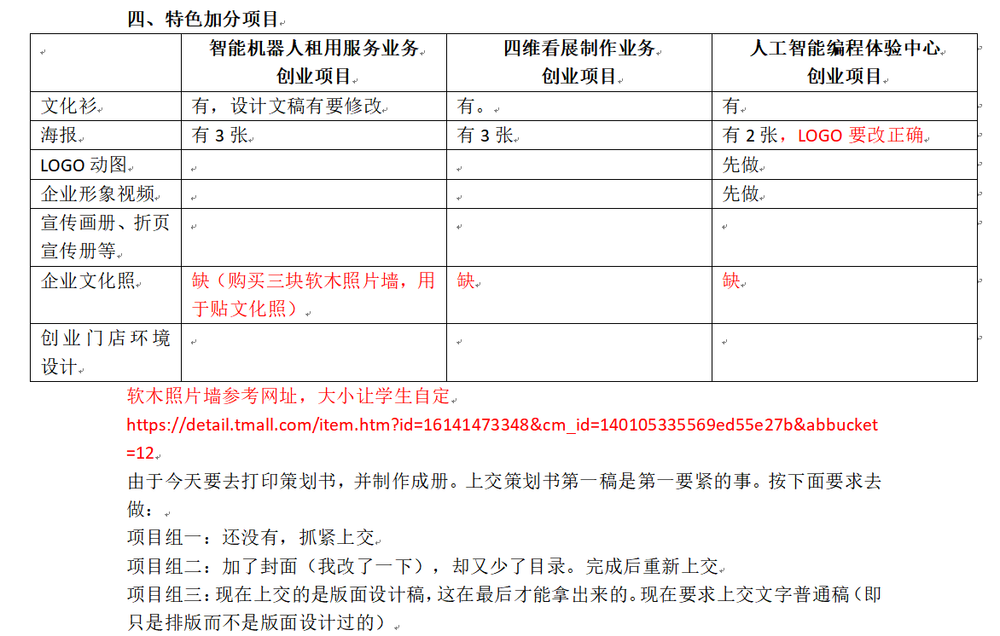 四、特色加分项目
智能机器人租用服务业务
创业项目
四维看展制作业务
创业项目
人工智能编程体验中心
创业项目
文化衫
有，设计文稿有要修改
有。
有
海报
有 3 张
有 3 张
有 2 张，LOGO 要改正确
LOGO 动图
先做
企业形象视频
先做
宣传画册、折页
宣传册等
企业文化照
缺（购买三块软木照片墙，用
于贴文化照）
缺
缺
创业门店环境
设计
软木照片墙参考网址，大小让学生自定
https://detail.tmall.com/item.htm?id=16141473348&cm_id=140105335569ed55e27b&abbucket
=12
由于今天要去打印策划书，并制作成册。上交策划书第一稿是第一要紧的事。按下面要求去
做：
项目组一：还没有，抓紧上交
项目组二：加了封面（我改了一下），却又少了目录。完成后重新上交
项目组三：现在上交的是版面设计稿，这在最后才能拿出来的。现在要求上交文字普通稿（即
只是排版而不是版面设计过的）